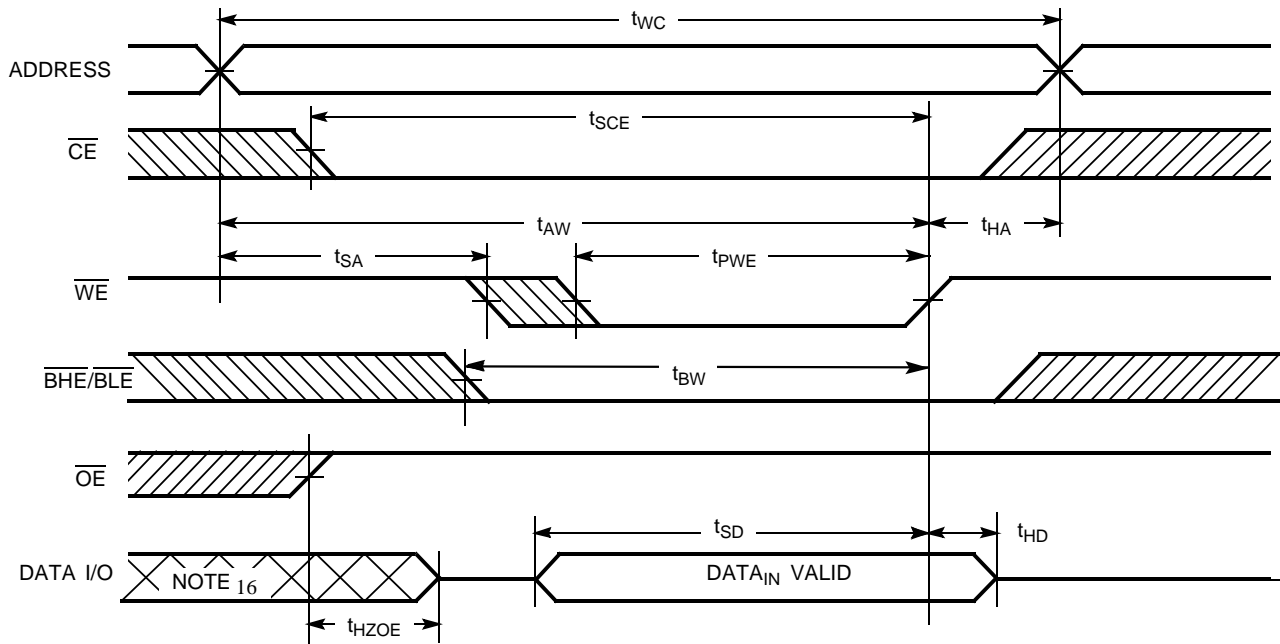 tWC
ADDRESS
tSCE
CE
tAW
tHA
tSA
tPWE
WE
BHE/BLE
tBW
OE
tSD
tHD
DATA I/O
NOTE 16
DATAIN VALID
tHZOE